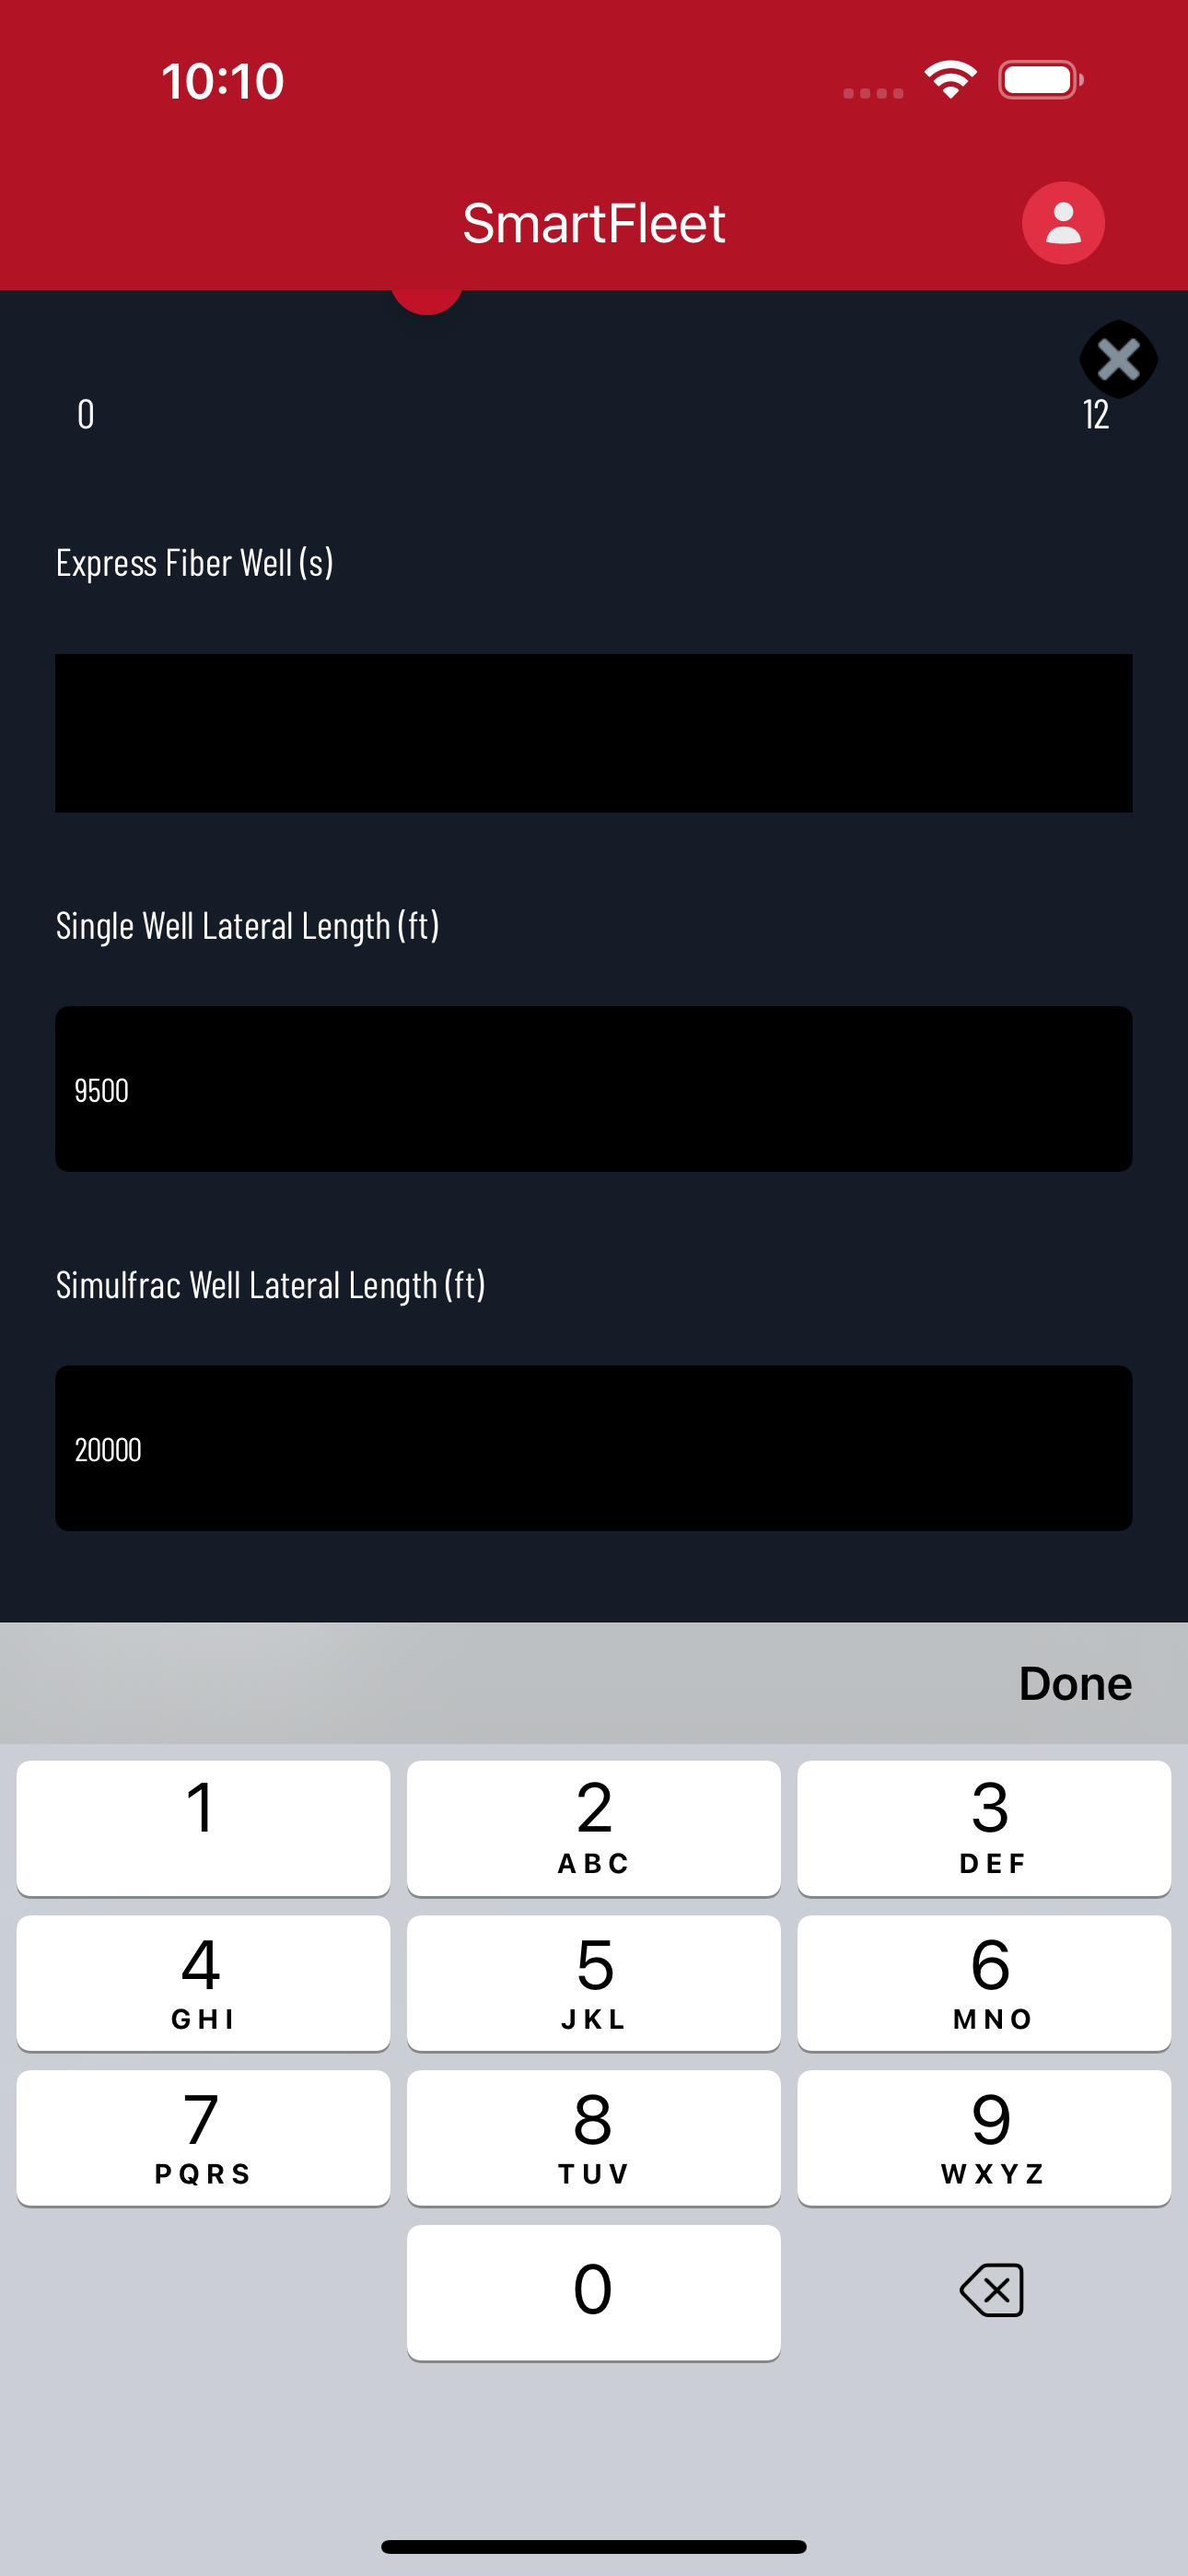 10:10
SmartFleet
0 12
Express Fiber Well (s)
Single Well Lateral Length (ft)
9500
Simulfrac Well Lateral Length (ft)
20000
Done
1 2 3
ABC DEF
4 5 6
GHI JKL MNO
7 8 9
PQRS TUV WXYZ
0